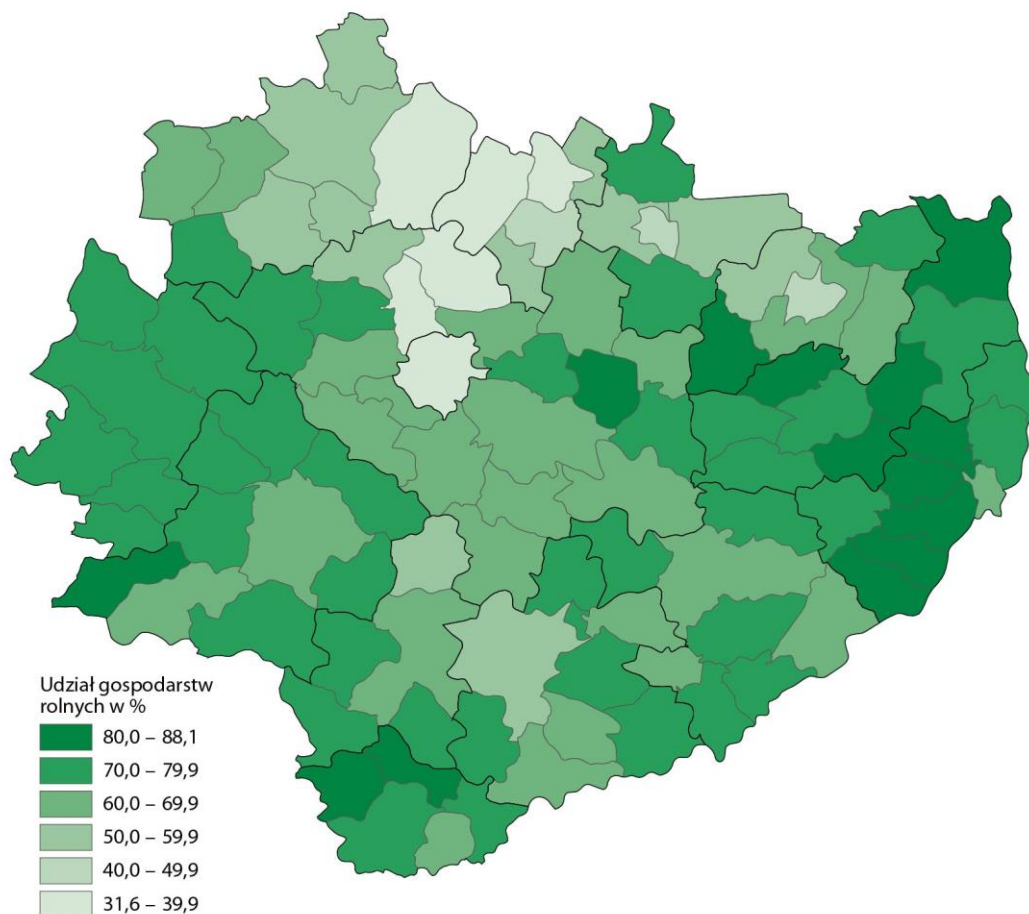 Udział gospodarstw
rolnych w %
80,0 – 88,1
70,0 – 79,9
60,0 – 69,9
50,0 – 59,9
40,0 – 49,9
31,6 – 39,9